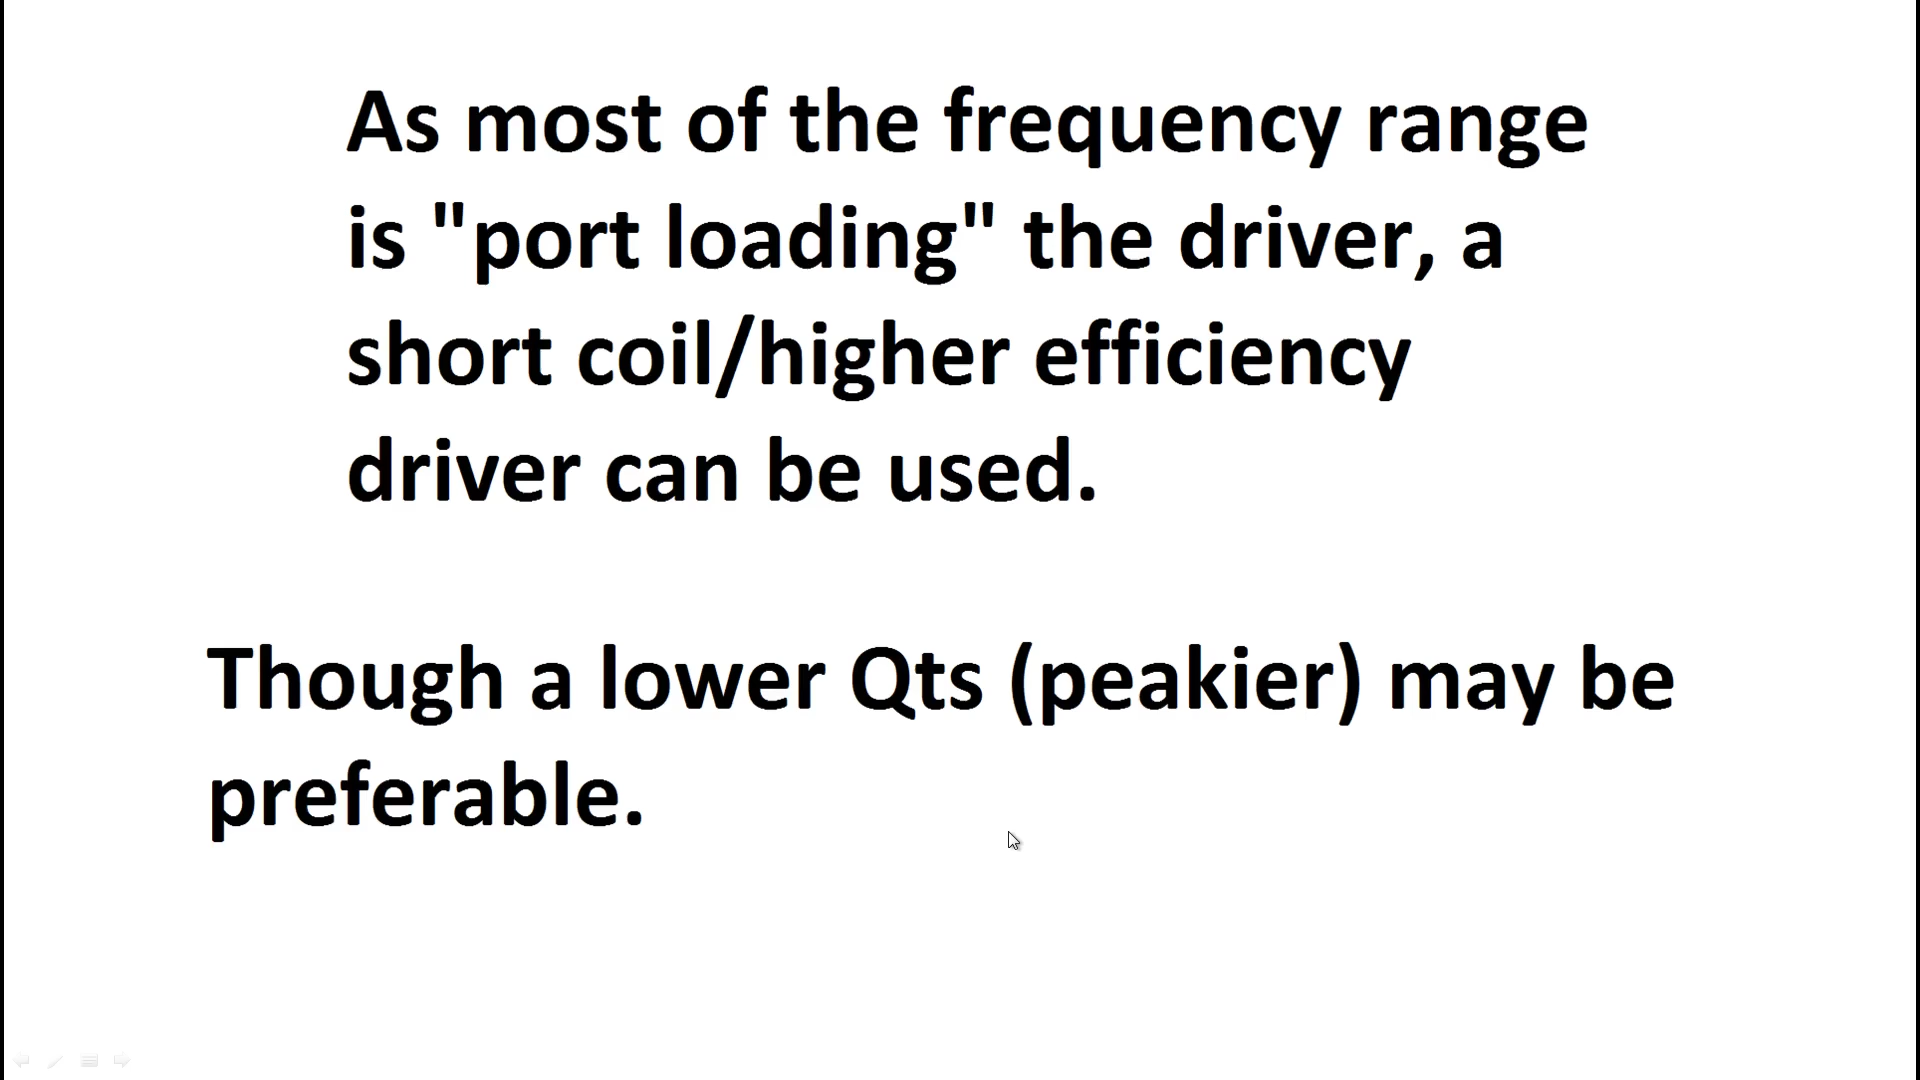 As most of the frequency range
is "port loading" the driver, a
short coil/higher efficiency
driver can be used.
Though a lower Qts (peakier) may be
preferable.